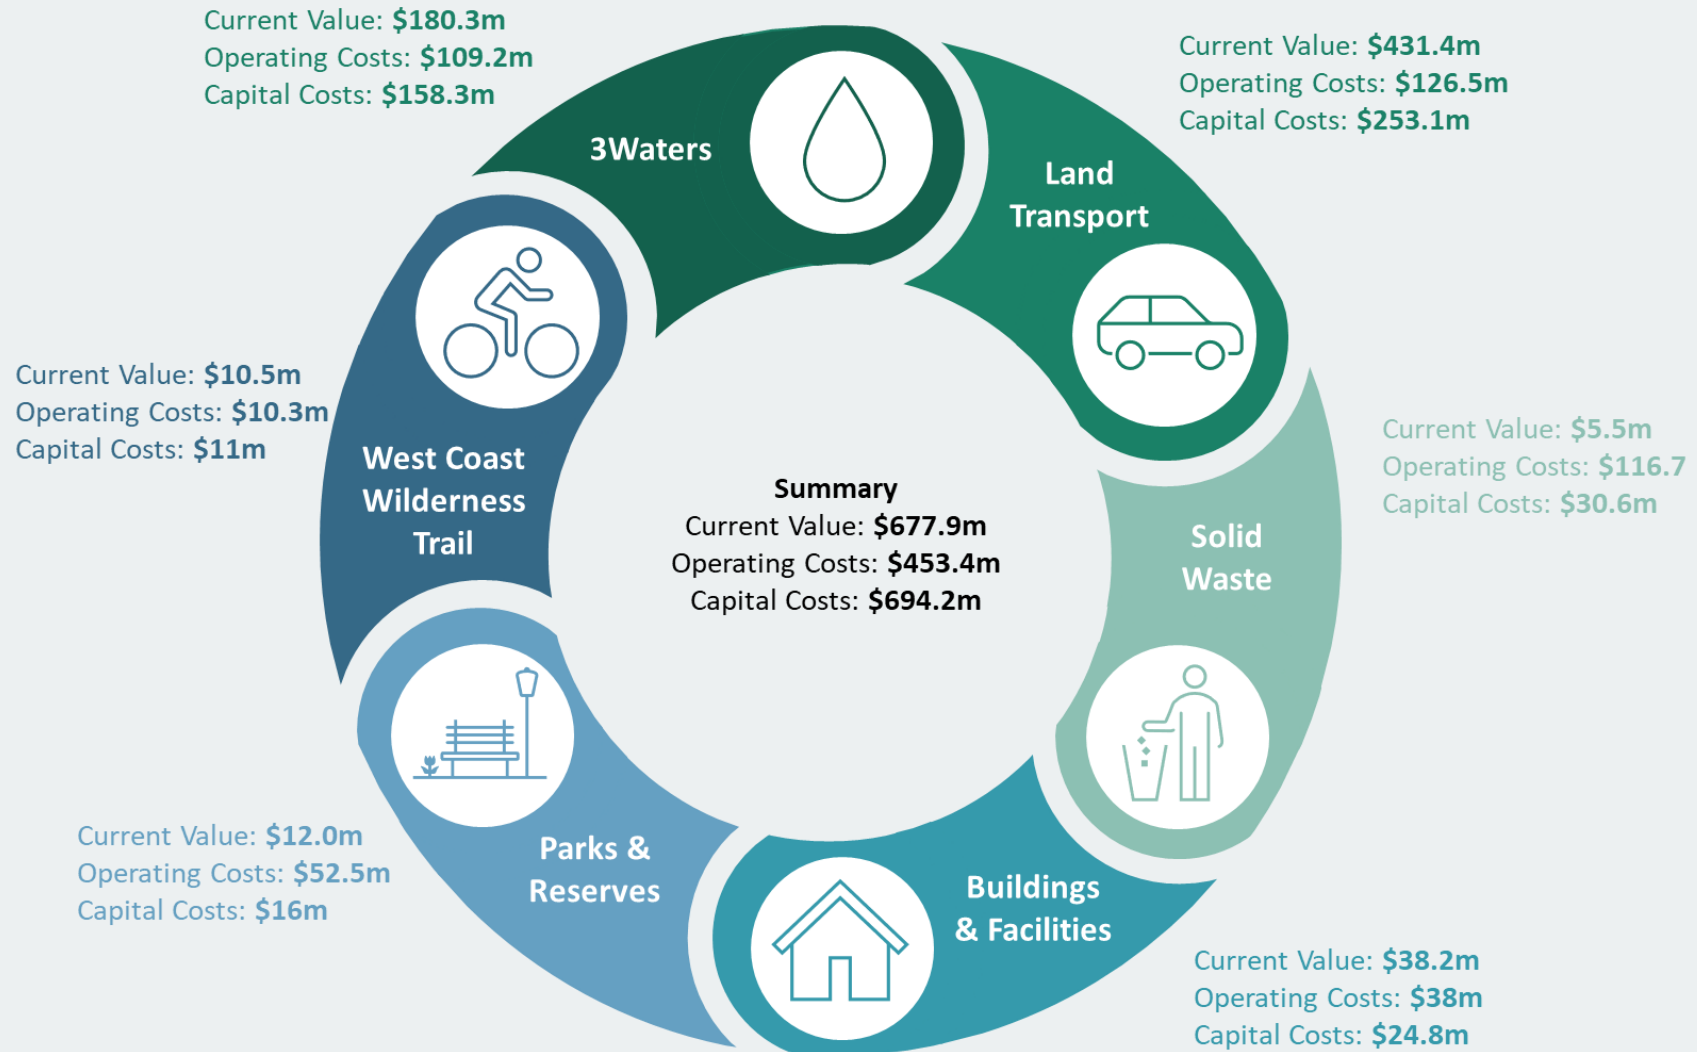 Current Value: $180.3m
Operating Costs: $109.2m
Capital Costs: $158.3m
3Waters
Current Value: $431.4m
Operating Costs: $126.5m
Capital Costs: $253.1m
Land
Transport
Current Value: $10.5m
Operating Costs: $10.3m
Capital Costs: $11m
West Coast
Wilderness
Trail
Summary
Current Value: $677.9m
Operating Costs: $453.4m
Capital Costs: $694.2m
Current Value: $5.5m
Operating Costs: $116.7
Capital Costs: $30.6m
Solid
Waste
Current Value: $12.0m
Operating Costs: $52.5m
Capital Costs: $16m
Parks &
Reserves
Buildings
& Facilities
Current Value: $38.2m
Operating Costs: $38m
Capital Costs: $24.8m